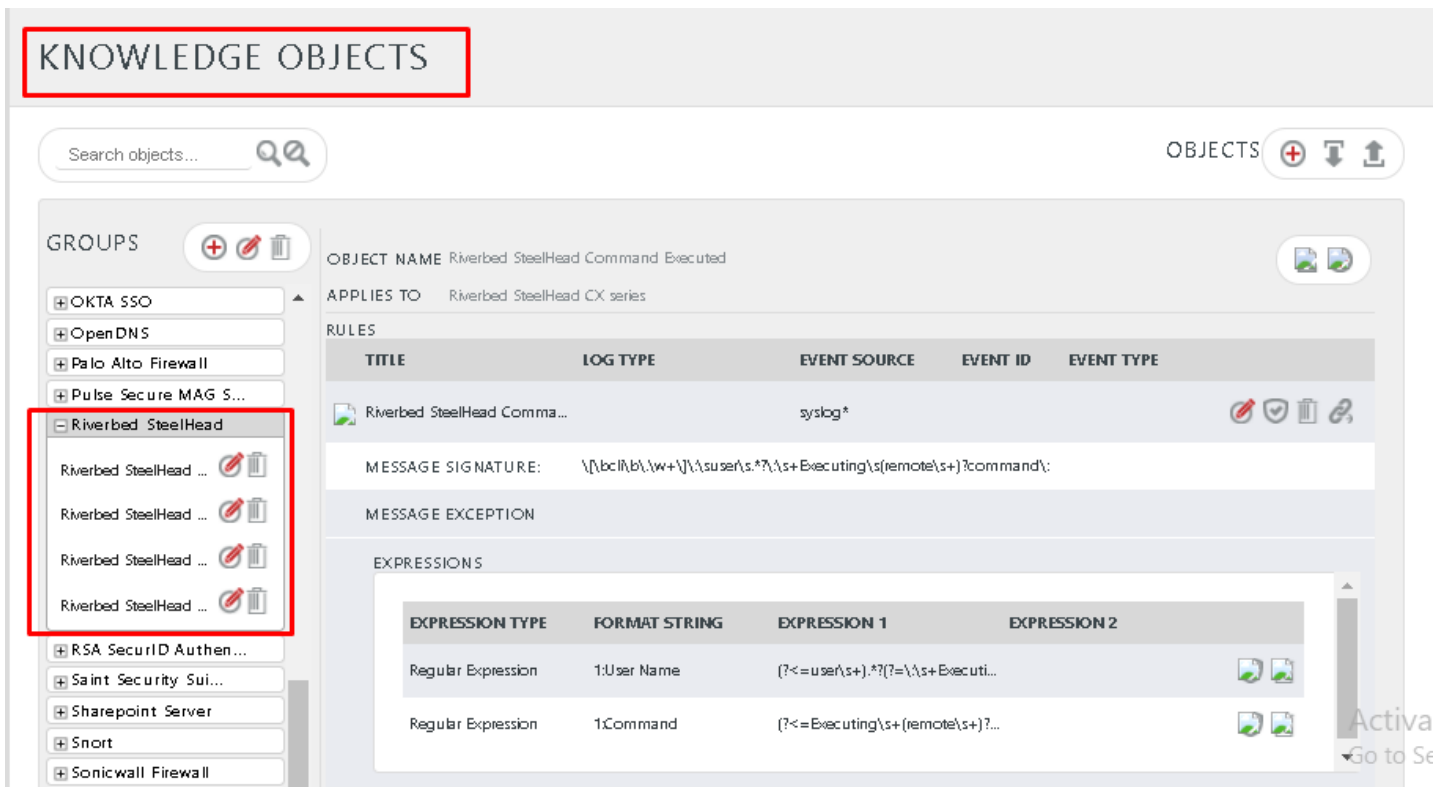 KNOWLEDGE OBJECTS
Search objects...
OBJECTS
GROUPS
OKTA SSO
OpenDNS
Palo Alto Firewall
Pulse Secure MAG S...
Riverbed SteelHead
Riverbed SteelHead ...
Riverbed SteelHead ...
Riverbed SteelHead ...
Riverbed SteelHead ...
RSA SecurID Authen...
Saint Security Sui...
Sharepoint Server
Snort
Sonicwall Firewall
OBJECT NAME Riverbed SteelHead Command Executed
APPLIES TO Riverbed SteelHead CX series
RULES
TITLE LOG TYPE EVENT SOURCE EVENT ID EVENT TYPE
Riverbed SteelHead Comma... syslog*
MESSAGE SIGNATURE: \[\bcli\b\.\w+\]\:\suser\s.*?\:\s+Executing\s(remote\s+)?command\:
MESSAGE EXCEPTION
EXPRESSIONS
EXPRESSION TYPE FORMAT STRING EXPRESSION 1 EXPRESSION 2
Regular Expression 1:User Name (?<=user\s+).*?(?=\:\s+Executi...
Regular Expression 1:Command (?<=Executing\s+(remote\s+)?...
Activa
Go to Se